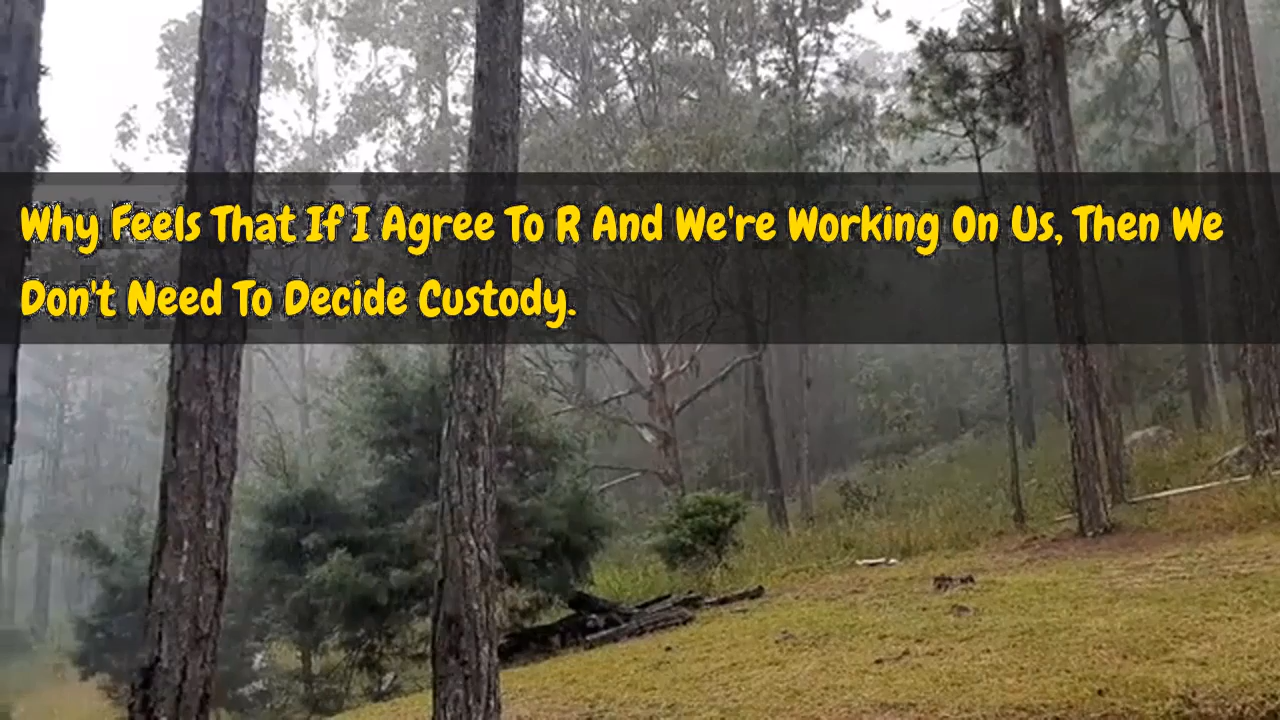 Why Feels That If I Agree To R And We're Working On Us, Then We
Don't Need To Decide Custody.